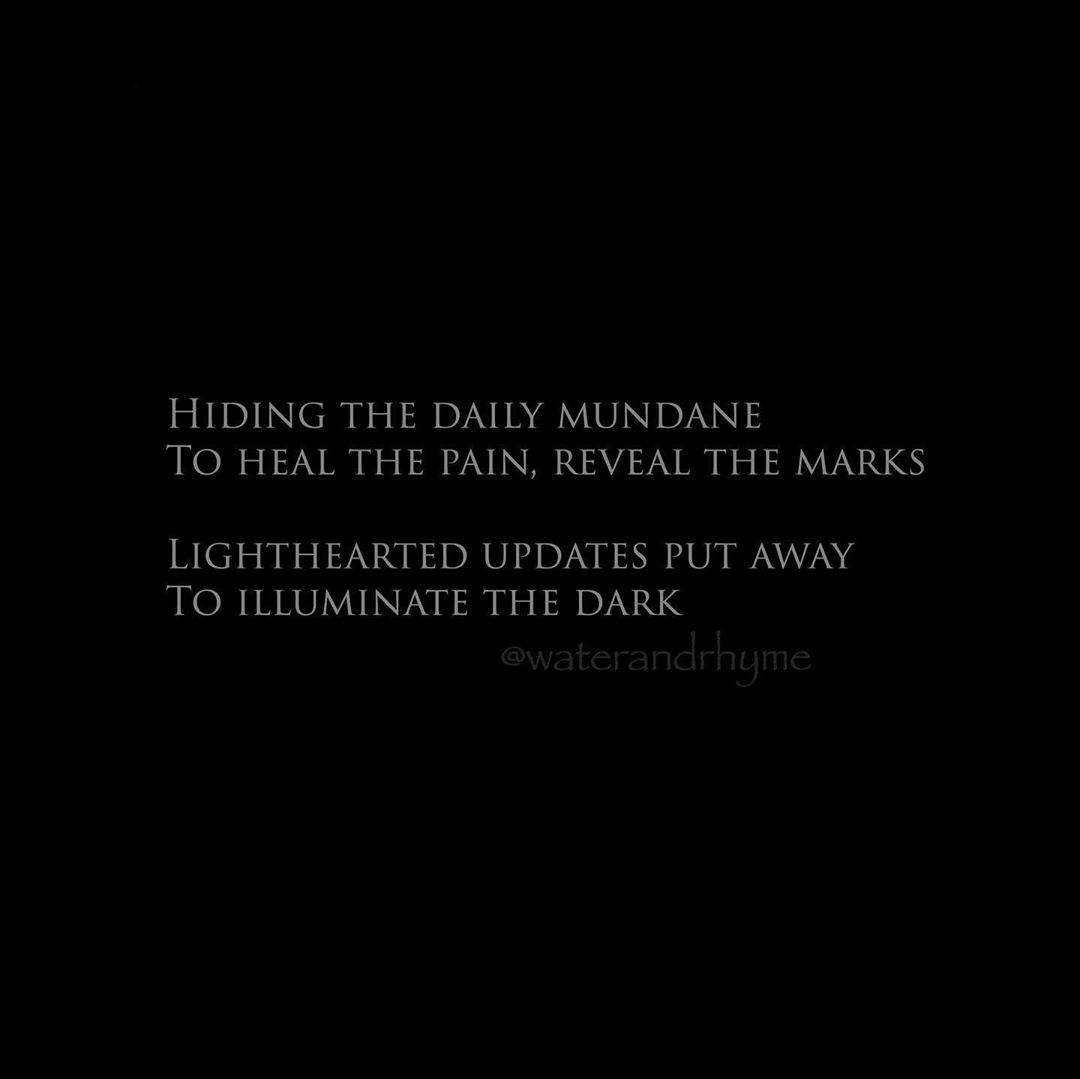 Hiding the daily mundane
To heal the pain, reveal the marks
Lighthearted updates put away
To illuminate the dark
@waterandrhyme